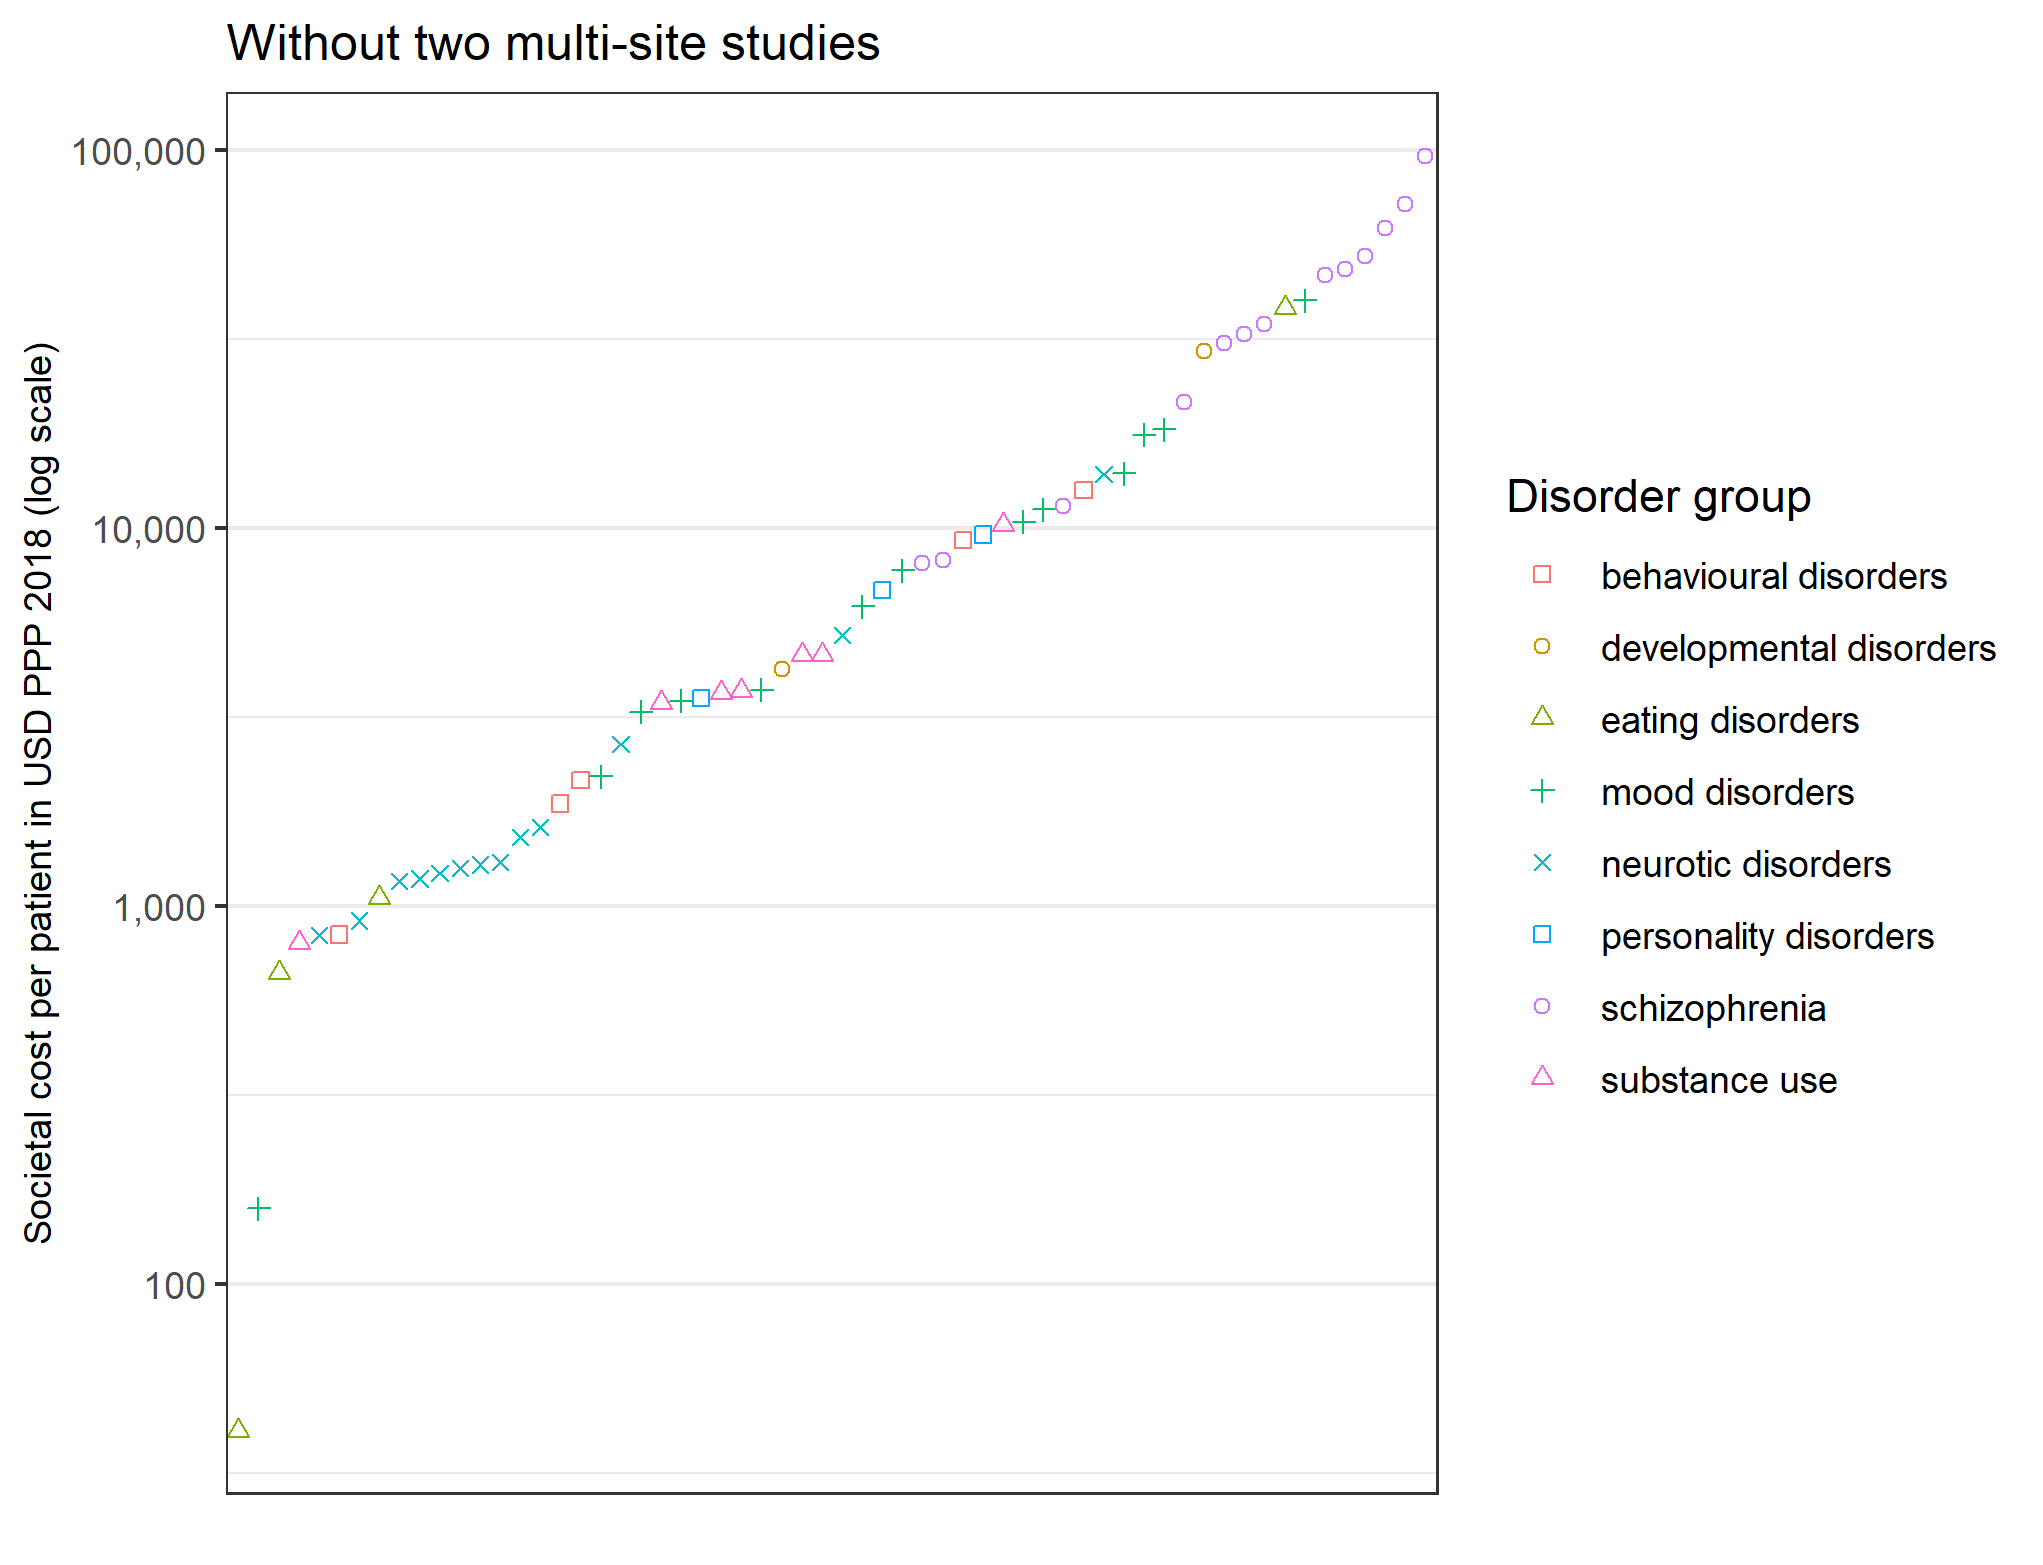 Without two multi-site studies
Societal cost per patient in USD PPP 2018 (log scale)
100,000
10,000
1,000
100
Disorder group
behavioural disorders
developmental disorders
eating disorders
mood disorders
neurotic disorders
personality disorders
schizophrenia
substance use